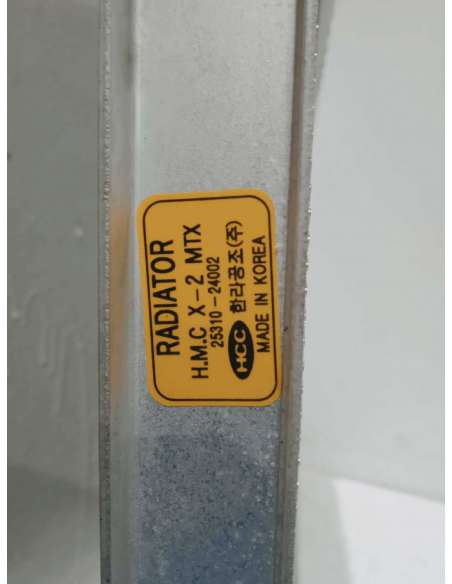 RADIATOR
H.M.C X-2 MTX
25310-24002
HCC 한라공조(주)
MADE IN KOREA